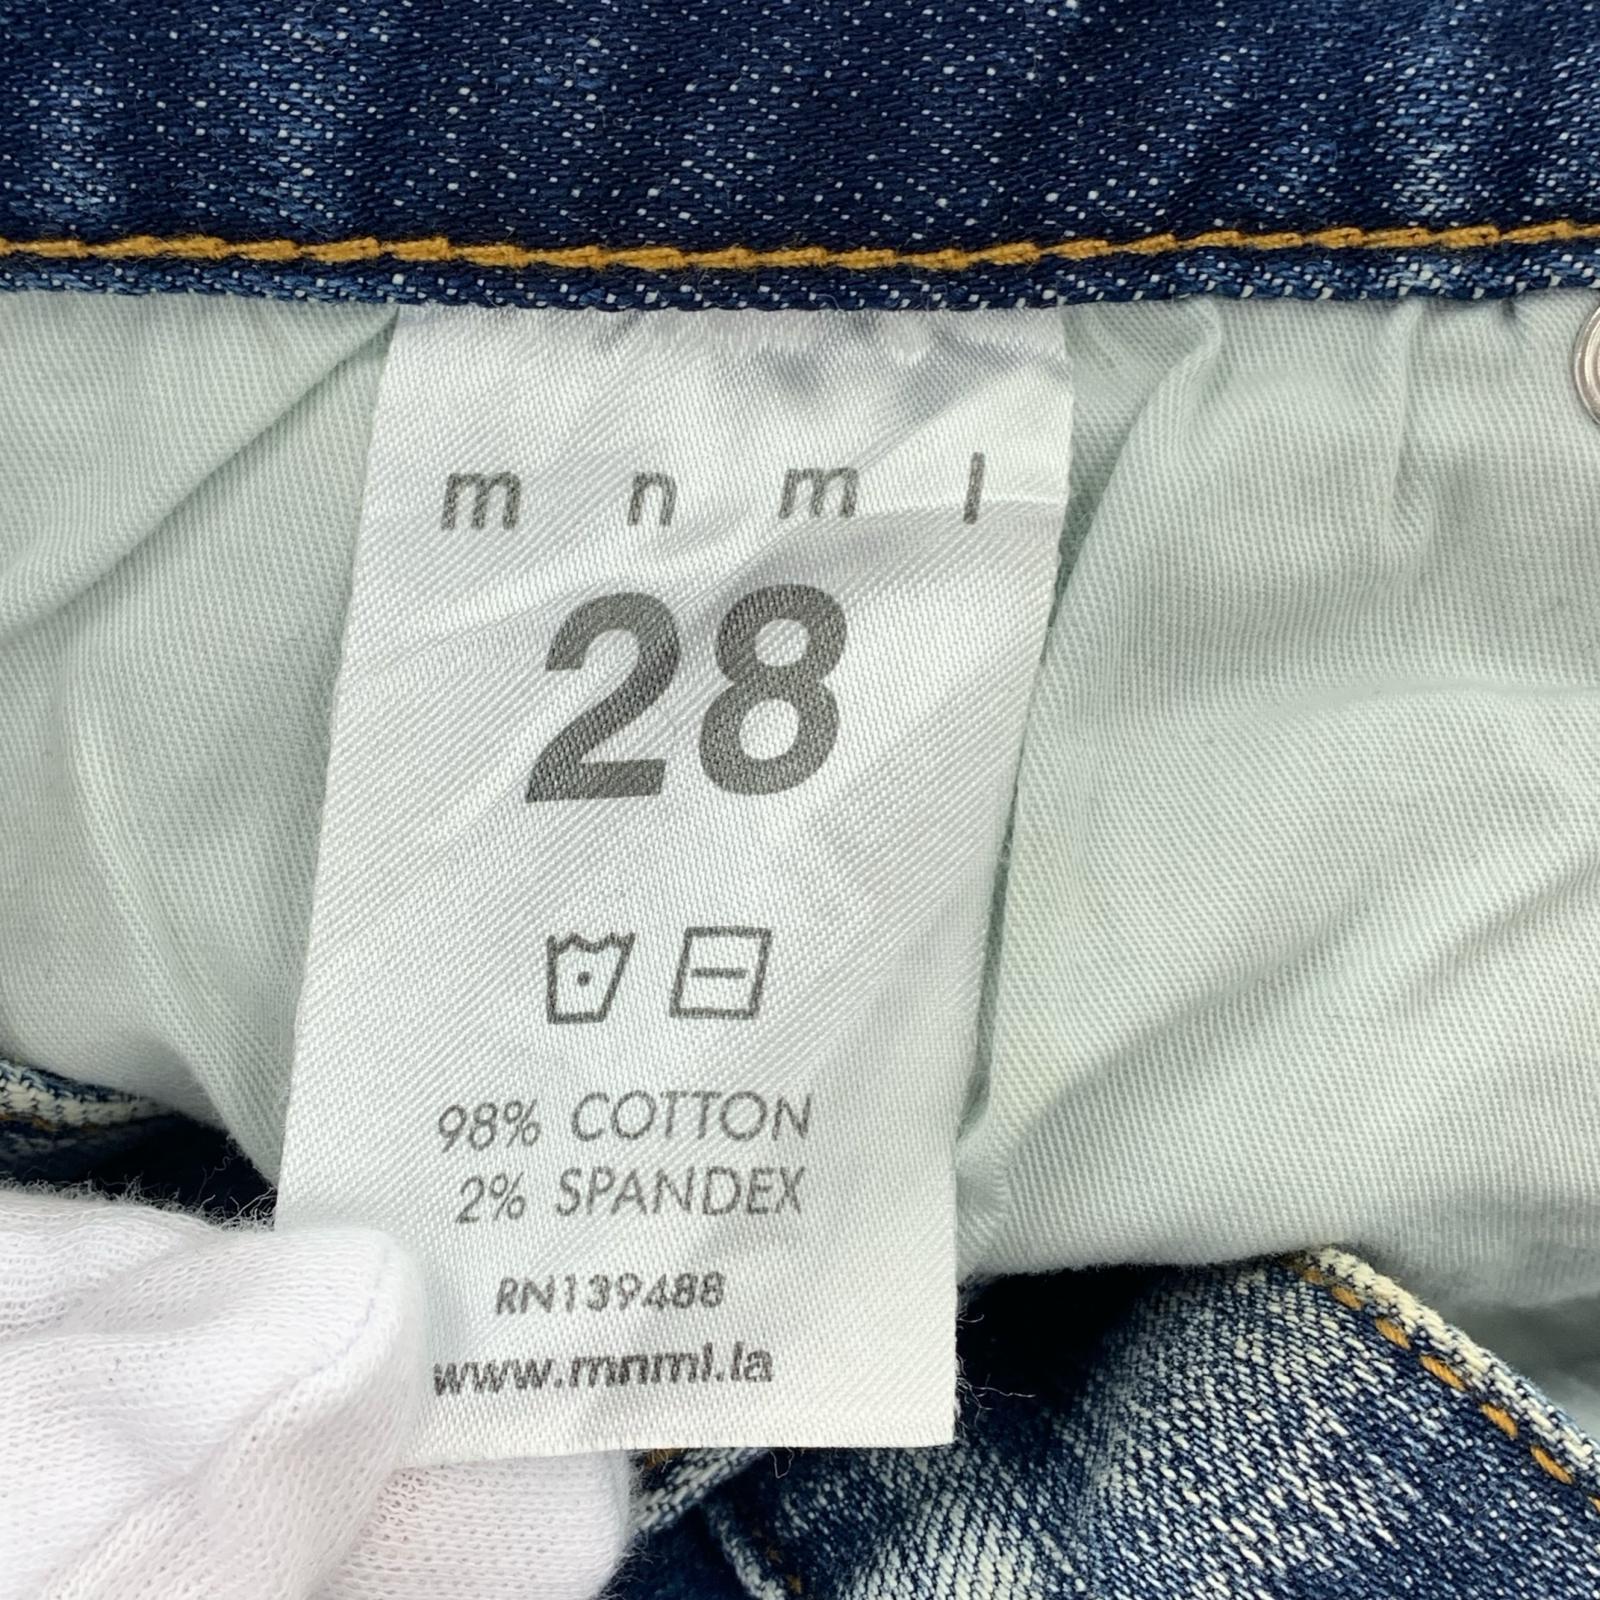 m n m l
28
98% COTTON
2% SPANDEX
RN139488
www.mnml.la